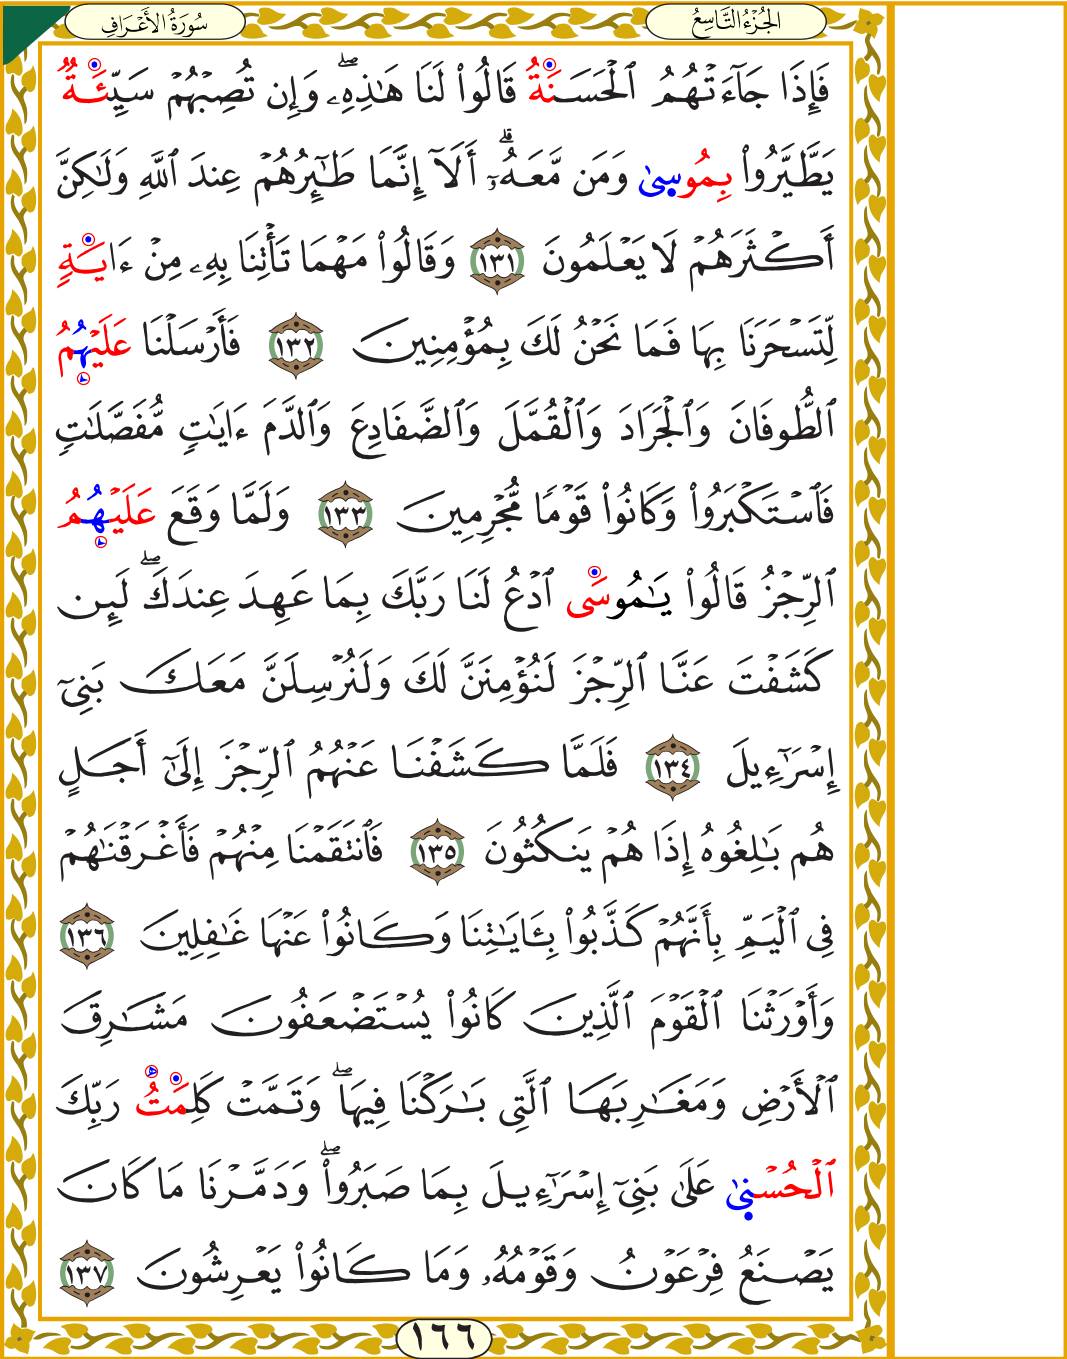 الجُزْءُ التَّاسِعُ
سُورَةُ الأَعْرَافِ
فَإِذَا جَآءَتْهُمُ ٱلْحَسَنَةُ قَالُوا۟ لَنَا هَـٰذِهِۦۖ وَإِن تُصِبْهُمْ سَيِّئَةٌ
يَطَّيَّرُوا۟ بِمُوسىٰ وَمَن مَّعَهُۥٓۗ أَلَآ إِنَّمَا طَـٰٓئِرُهُمْ عِندَ ٱللَّهِ وَلَـٰكِنَّ
أَكْثَرَهُمْ لَا يَعْلَمُونَ ١٣١ وَقَالُوا۟ مَهْمَا تَأْتِنَا بِهِۦ مِنْ ءَايَةٍ
لِّتَسْحَرَنَا بِهَا فَمَا نَحْنُ لَكَ بِمُؤْمِنِينَ ١٣٢ فَأَرْسَلْنَا عَلَيْهُمُ
ٱلطُّوفَانَ وَٱلْجَرَادَ وَٱلْقُمَّلَ وَٱلضَّفَادِعَ وَٱلدَّمَ ءَايَـٰتٍ مُّفَصَّلَـٰتٍ
فَٱسْتَكْبَرُوا۟ وَكَانُوا۟ قَوْمًا مُّجْرِمِينَ ١٣٣ وَلَمَّا وَقَعَ عَلَيْهُمُ
ٱلرِّجْزُ قَالُوا۟ يَـٰمُوسَى ٱدْعُ لَنَا رَبَّكَ بِمَا عَهِدَ عِندَكَۖ لَئِن
كَشَفْتَ عَنَّا ٱلرِّجْزَ لَنُؤْمِنَنَّ لَكَ وَلَنُرْسِلَنَّ مَعَكَ بَنِىٓ
إِسْرَٰٓءِيلَ ١٣٤ فَلَمَّا كَشَفْنَا عَنْهُمُ ٱلرِّجْزَ إِلَىٰٓ أَجَلٍ
هُم بَـٰلِغُوهُ إِذَا هُمْ يَنكُثُونَ ١٣٥ فَٱنتَقَمْنَا مِنْهُمْ فَأَغْرَقْنَـٰهُمْ
فِى ٱلْيَمِّ بِأَنَّهُمْ كَذَّبُوا۟ بِـَٔايَـٰتِنَا وَكَانُوا۟ عَنْهَا غَـٰفِلِينَ ١٣٦
وَأَوْرَثْنَا ٱلْقَوْمَ ٱلَّذِينَ كَانُوا۟ يُسْتَضْعَفُونَ مَشَـٰرِقَ
ٱلْأَرْضِ وَمَغَـٰرِبَهَا ٱلَّتِى بَـٰرَكْنَا فِيهَاۖ وَتَمَّتْ كَلِمَتُ رَبِّكَ
ٱلْحُسْنىٰ عَلَىٰ بَنِىٓ إِسْرَٰٓءِيلَ بِمَا صَبَرُوا۟ۖ وَدَمَّرْنَا مَا كَانَ
يَصْنَعُ فِرْعَوْنُ وَقَوْمُهُۥ وَمَا كَانُوا۟ يَعْرِشُونَ ١٣٧
١٦٦